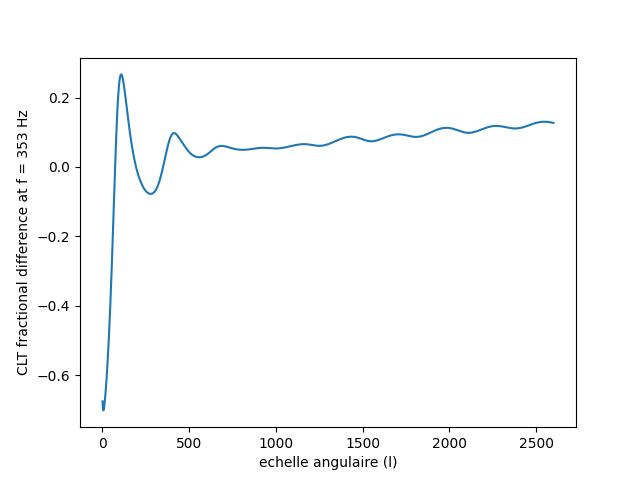 CLT fractional difference at f = 353 Hz
0.2
0.0
−0.2
−0.4
−0.6
0 500 1000 1500 2000 2500
echelle angulaire (l)